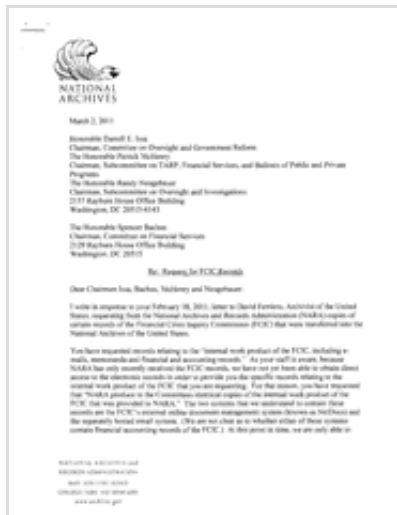 NATIONAL
ARCHIVES
March 2, 2011
Honorable Darrell E. Issa
Chairman, Committee on Oversight and Government Reform
The Honorable Patrick McHenry
Chairman, Subcommittee on TARP, Financial Services, and Bailouts of Public and Private
Programs
The Honorable Randy Neugebauer
Chairman, Subcommittee on Oversight and Investigations
2157 Rayburn House Office Building
Washington, DC 20515-6143
The Honorable Spencer Bachus
Chairman, Committee on Financial Services
2129 Rayburn House Office Building
Washington, DC 20515
Re: Request for FCIC Records
Dear Chairmen Issa, Bachus, McHenry and Neugebauer:
I write in response to your February 18, 2011, letter to David Ferriero, Archivist of the United
States, requesting from the National Archives and Records Administration (NARA) copies of
certain records of the Financial Crisis Inquiry Commission (FCIC) that were transferred into the
National Archives of the United States.
You have requested records relating to the "internal work product of the FCIC, including e-
mails, memoranda and financial and accounting records." As your staff is aware, because
NARA has only recently received the FCIC records, we have not yet been able to obtain direct
access to the electronic records in order to provide you the specific records relating to the
internal work product of the FCIC that you are requesting. For that reason, you have requested
that "NARA produce to the Committees electronic copies of the internal work product of the
FCIC that was provided to NARA." The two systems that we understand to contain these
records are the FCIC's external online document management system (known as NetDocs) and
the separately hosted email system. (We are not clear as to whether either of these systems
contain financial accounting records of the FCIC.) At this point in time, we are only able to
NATIONAL ARCHIVES and
RECORDS ADMINISTRATION
www.archives.gov